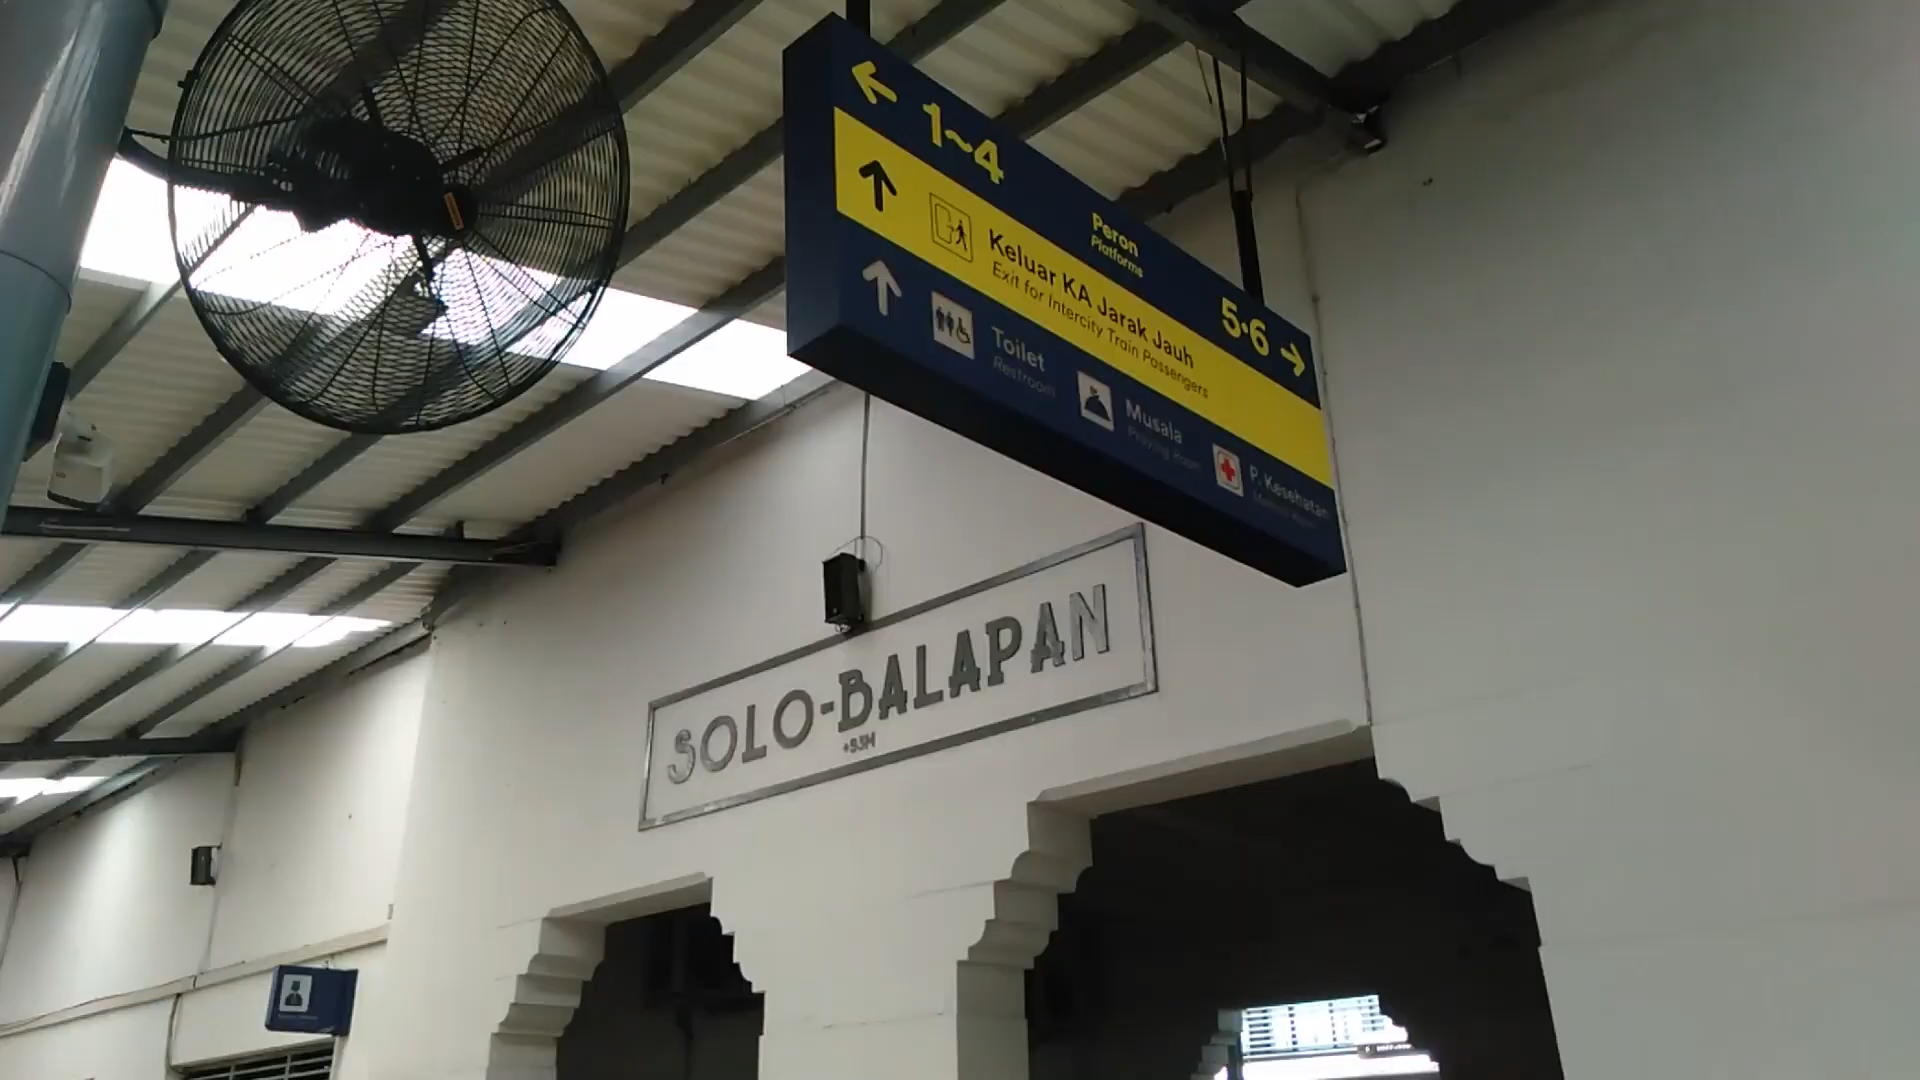 1~4
Peron
Platforms
5·6
Keluar KA Jarak Jauh
Exit for Intercity Train Passengers
Toilet
Restroom
Musala
Praying Room
P. Kesehatan
SOLO-BALAPAN
+93M